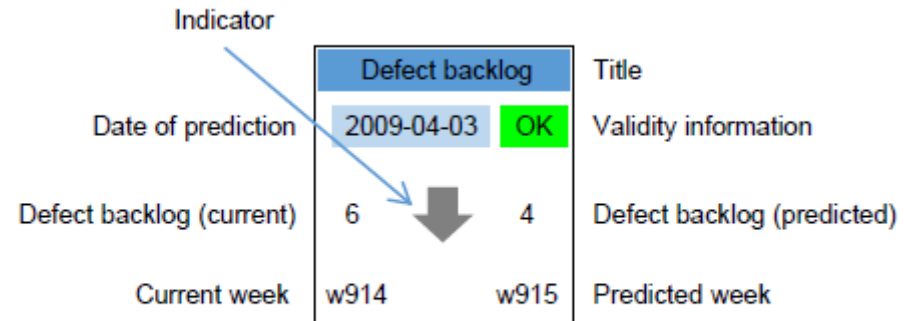 Indicator
Defect backlog Title
Date of prediction 2009-04-03 OK Validity information
Defect backlog (current) 6 4 Defect backlog (predicted)
Current week w914 w915 Predicted week